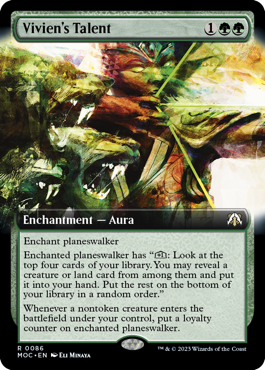 Vivien's Talent 1
Enchantment — Aura
Enchant planeswalker
Enchanted planeswalker has “+1: Look at the
top four cards of your library. You may reveal a
creature or land card from among them and put
it into your hand. Put the rest on the bottom of
your library in a random order.”
Whenever a nontoken creature enters the
battlefield under your control, put a loyalty
counter on enchanted planeswalker.
R 0086
MOC • EN Eli Minaya
™ & © 2023 Wizards of the Coast